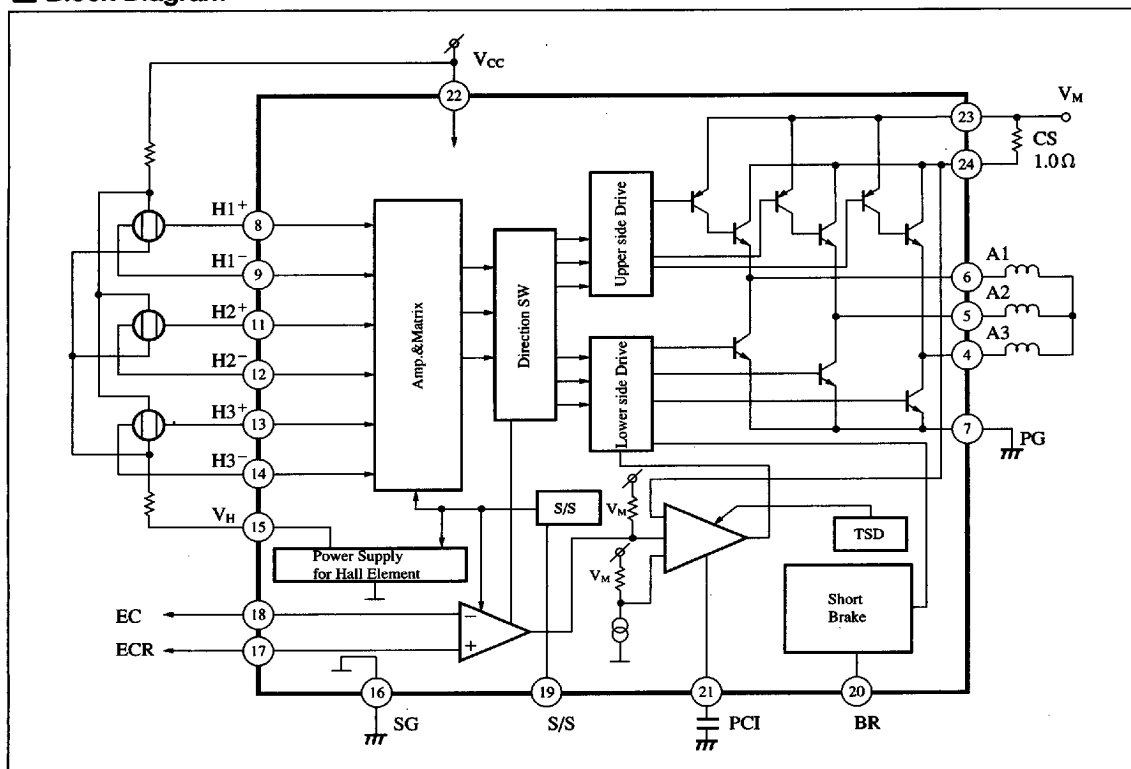 Block Diagram
VCC
22
VM
23
CS
1.0Ω
24
H1+
8
H1−
9
H2+
11
H2−
12
H3+
13
H3−
14
VH
15
Amp.&Matrix
Direction SW
Upper side Drive
Lower side Drive
6
A1
5
A2
4
A3
7
PG
S/S
VM
VM
TSD
Power Supply
for Hall Element
Short
Brake
EC
18
ECR
17
−
+
16
SG
19
S/S
21
PCI
20
BR